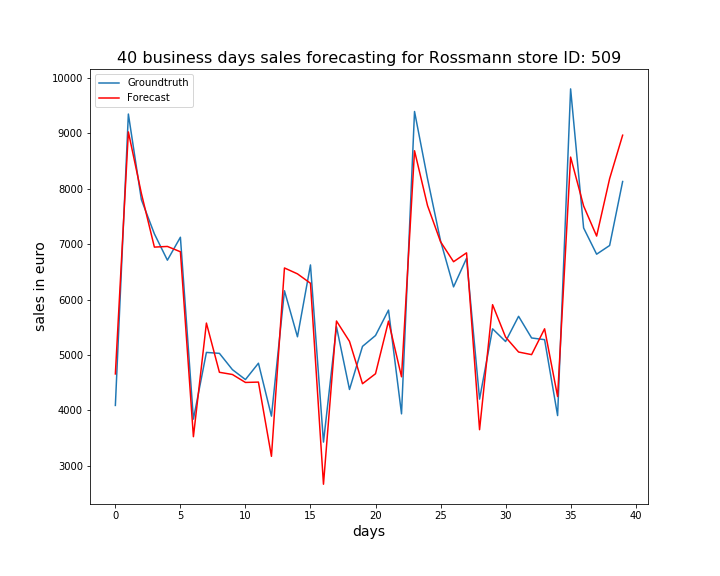 40 business days sales forecasting for Rossmann store ID: 509
Groundtruth
Forecast
10000
9000
8000
7000
6000
5000
4000
3000
sales in euro
0 5 10 15 20 25 30 35 40
days